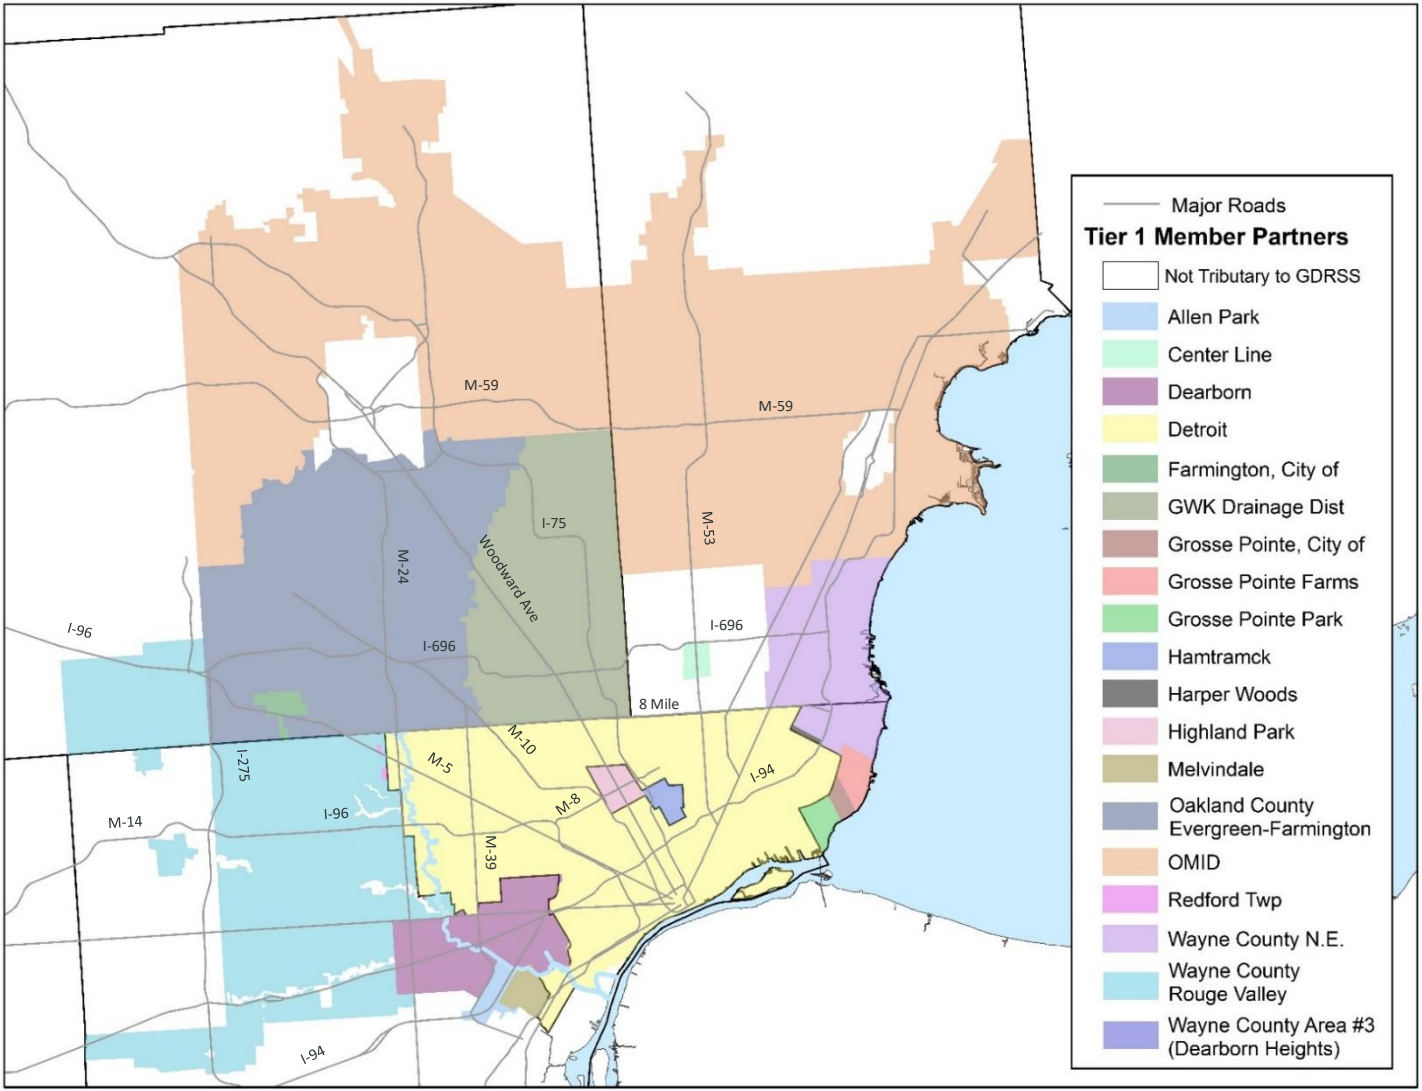 Major Roads
Tier 1 Member Partners
Not Tributary to GDRSS
Allen Park
Center Line
Dearborn
Detroit
Farmington, City of
GWK Drainage Dist
Grosse Pointe, City of
Grosse Pointe Farms
Grosse Pointe Park
Hamtramck
Harper Woods
Highland Park
Melvindale
Oakland County
Evergreen-Farmington
OMID
Redford Twp
Wayne County N.E.
Wayne County
Rouge Valley
Wayne County Area #3
(Dearborn Heights)
M-59
M-59
I-75
M-53
Woodward Ave
M-24
I-96
I-696
I-696
8 Mile
M-10
M-5
I-275
I-94
M-8
I-96
M-14
M-39
I-94